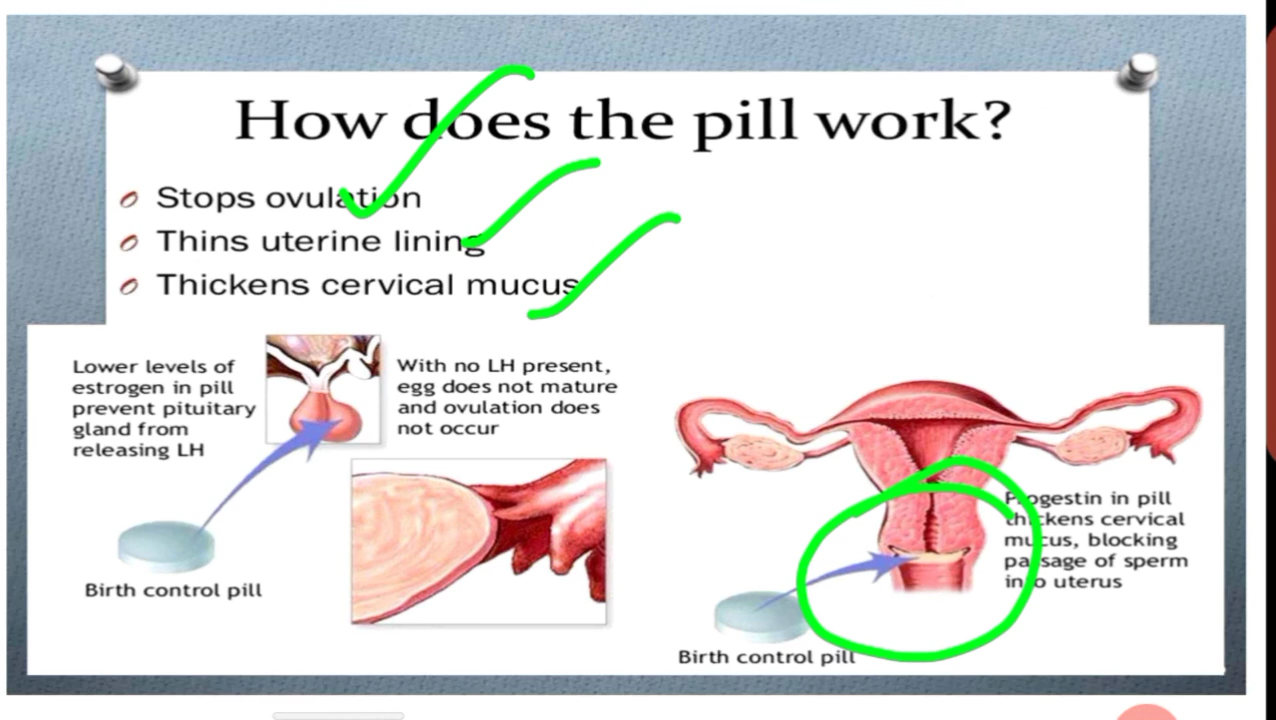 How does the pill work?
Stops ovulation
Thins uterine lining
Thickens cervical mucus
Lower levels of
estrogen in pill
prevent pituitary
gland from
releasing LH
With no LH present,
egg does not mature
and ovulation does
not occur
Birth control pill
Progestin in pill
thickens cervical
mucus, blocking
passage of sperm
into uterus
Birth control pill